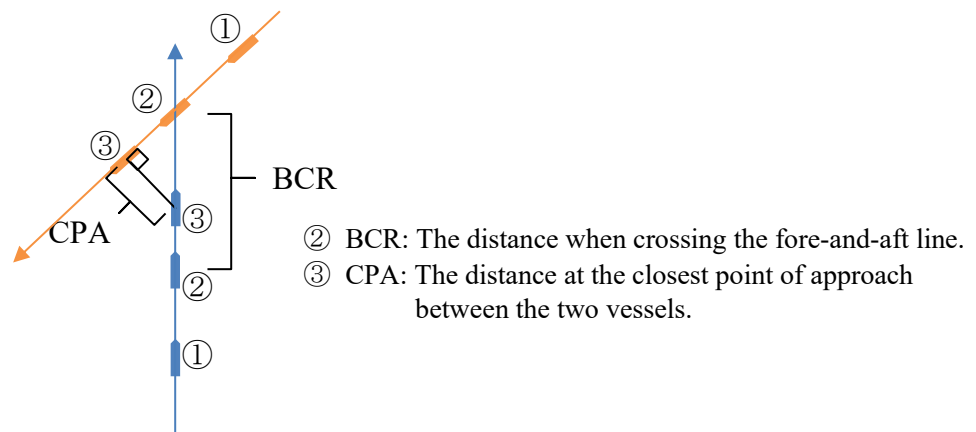 ①
②
③
BCR
CPA
③
②
①
② BCR: The distance when crossing the fore-and-aft line.
③ CPA: The distance at the closest point of approach
between the two vessels.